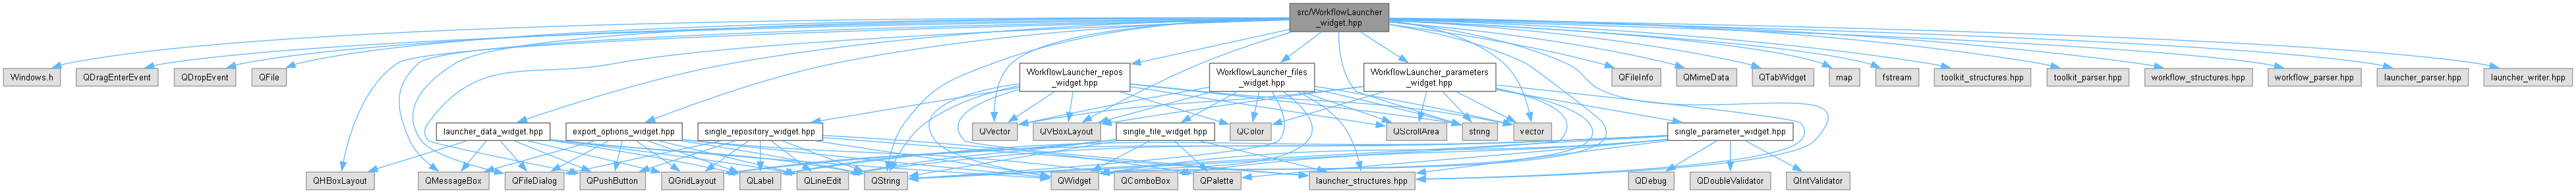 src/WorkflowLauncher
_widget.hpp
Windows.h
QDragEnterEvent
QDropEvent
QFile
WorkflowLauncher_repos
_widget.hpp
WorkflowLauncher_files
_widget.hpp
WorkflowLauncher_parameters
_widget.hpp
QFileInfo
QMimeData
QTabWidget
map
fstream
toolkit_structures.hpp
toolkit_parser.hpp
workflow_structures.hpp
workflow_parser.hpp
launcher_parser.hpp
launcher_writer.hpp
launcher_data_widget.hpp
export_options_widget.hpp
single_repository_widget.hpp
QVector
QVBoxLayout
single_file_widget.hpp
QColor
QScrollArea
string
vector
single_parameter_widget.hpp
QHBoxLayout
QMessageBox
QFileDialog
QPushButton
QGridLayout
QLabel
QLineEdit
QString
QWidget
QComboBox
QPalette
launcher_structures.hpp
QDebug
QDoubleValidator
QIntValidator